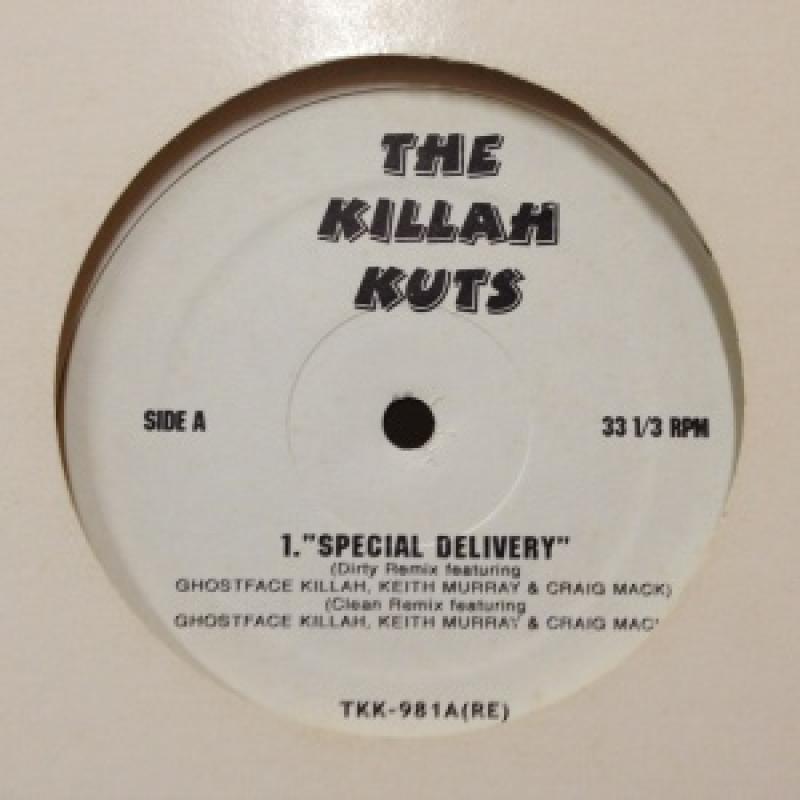 THE
KILLAH
KUTS
SIDE A
33 1/3 RPM
1."SPECIAL DELIVERY"
(Dirty Remix featuring
GHOSTFACE KILLAH, KEITH MURRAY & CRAIG MACK)
(Clean Remix featuring
GHOSTFACE KILLAH, KEITH MURRAY & CRAIG MAC
TKK-981A(RE)